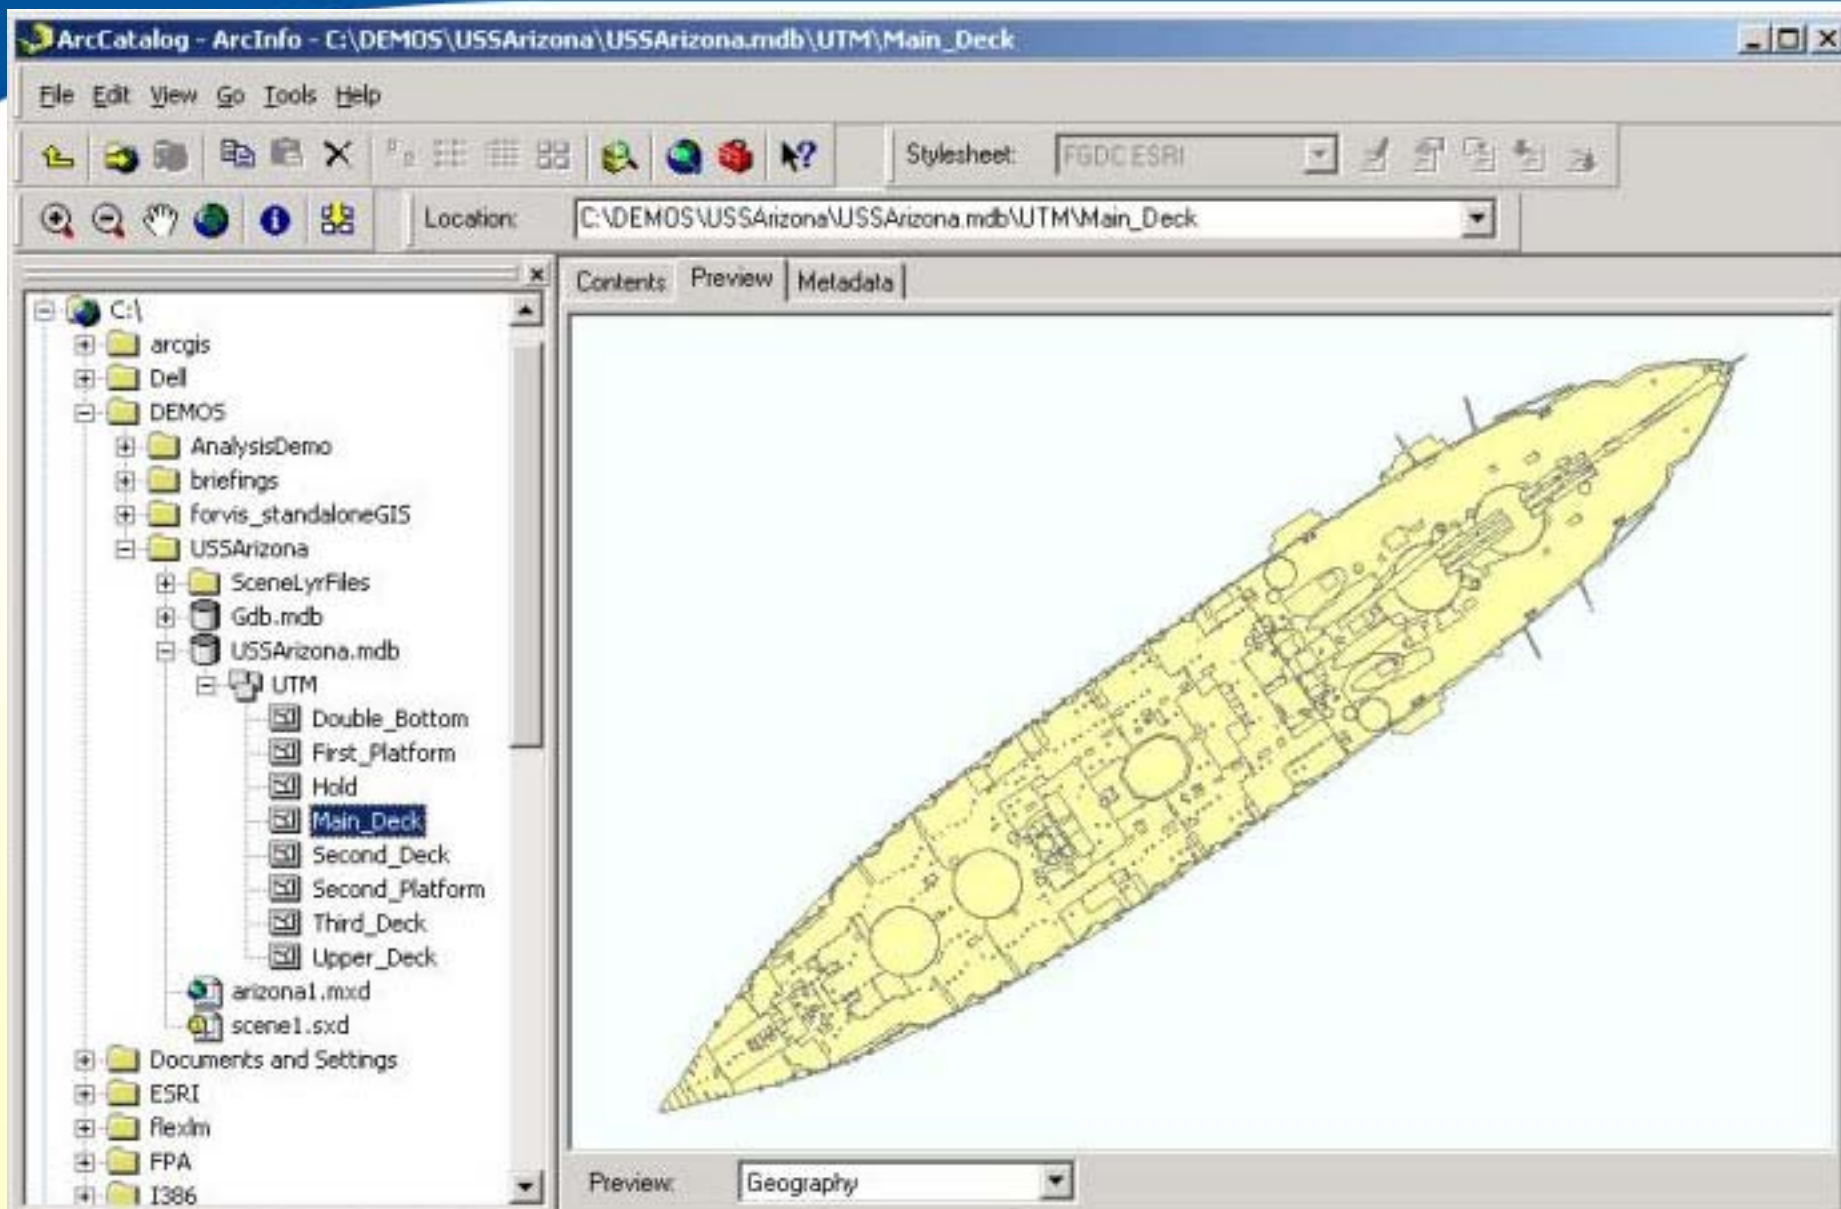 ArcCatalog - ArcInfo - C:\DEMOS\USSArizona\USSArizona.mdb\UTM\Main_Deck
File Edit View Go Tools Help
Stylesheet: FGDC ESRI
Location: C:\DEMOS\USSArizona\USSArizona.mdb\UTM\Main_Deck
Contents Preview Metadata
C:\
arcgis
Dell
DEMOS
AnalysisDemo
briefings
forvis_standaloneGIS
USSArizona
SceneLyrFiles
Gdb.mdb
USSArizona.mdb
UTM
Double_Bottom
First_Platform
Hold
Main_Deck
Second_Deck
Second_Platform
Third_Deck
Upper_Deck
arizona1.mxd
scene1.sxd
Documents and Settings
ESRI
flexlm
FPA
I386
Preview: Geography